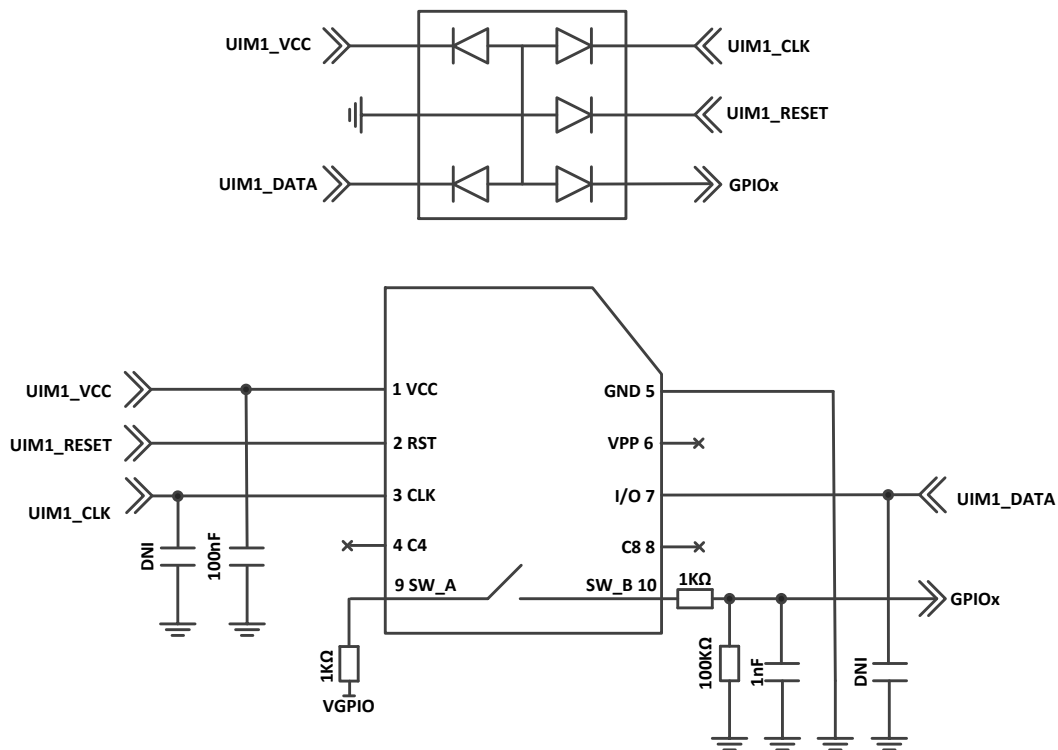 UIM1_VCC
UIM1_CLK
UIM1_RESET
UIM1_DATA
GPIOx
UIM1_VCC
1 VCC
GND 5
UIM1_RESET
2 RST
VPP 6
UIM1_CLK
3 CLK
I/O 7
UIM1_DATA
DNI
100nF
4 C4
C8 8
9 SW_A
SW_B 10
1KΩ
GPIOx
1KΩ
VGPIO
100KΩ
1nF
DNI